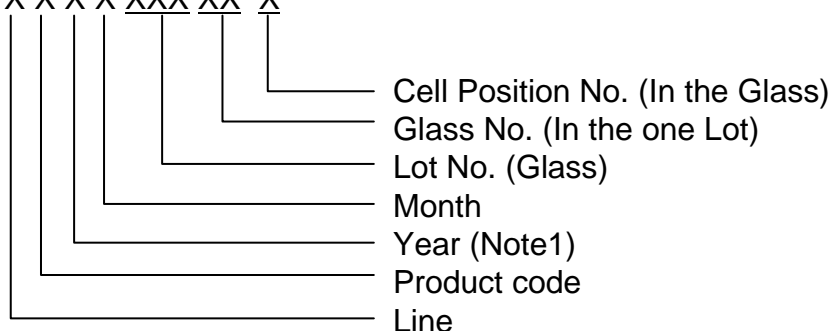 X X X X XXX XX X
Cell Position No. (In the Glass)
Glass No. (In the one Lot)
Lot No. (Glass)
Month
Year (Note1)
Product code
Line